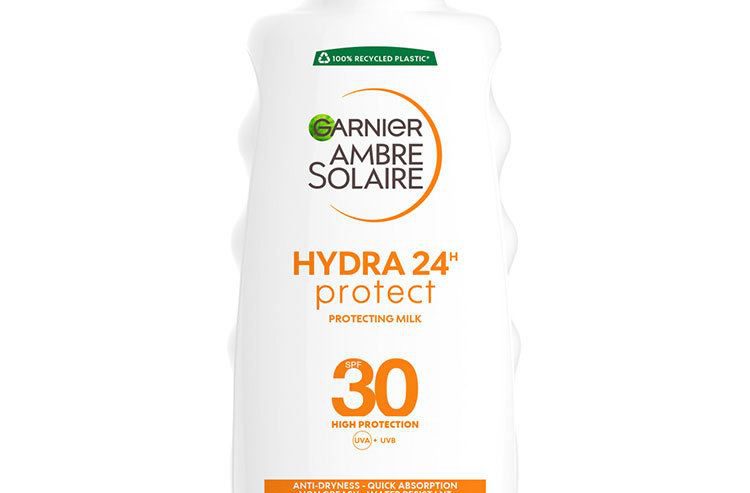 100% RECYCLED PLASTIC*
GARNIER
AMBRE
SOLAIRE
HYDRA 24H
protect
PROTECTING MILK
SPF
30
HIGH PROTECTION
UVA + UVB
ANTI-DRYNESS - QUICK ABSORPTION